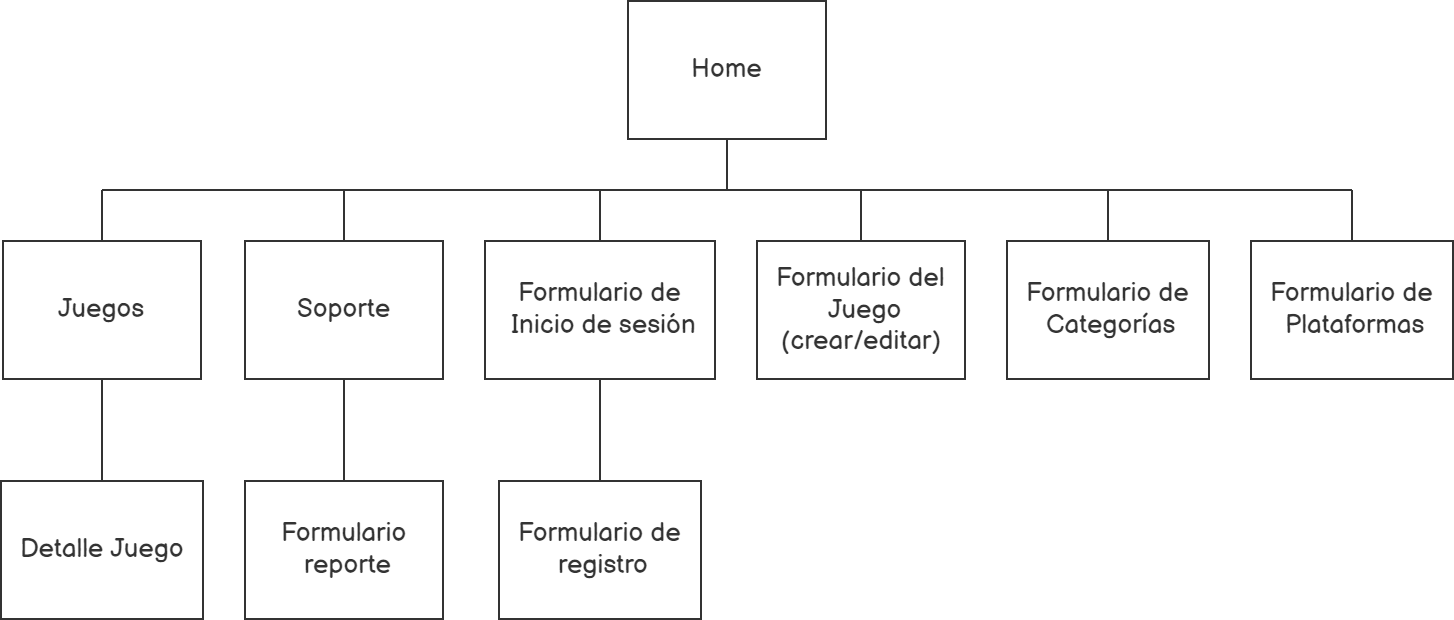 Home
Juegos
Soporte
Formulario de
Inicio de sesión
Formulario del
Juego
(crear/editar)
Formulario de
Categorías
Formulario de
Plataformas
Detalle Juego
Formulario
reporte
Formulario de
registro